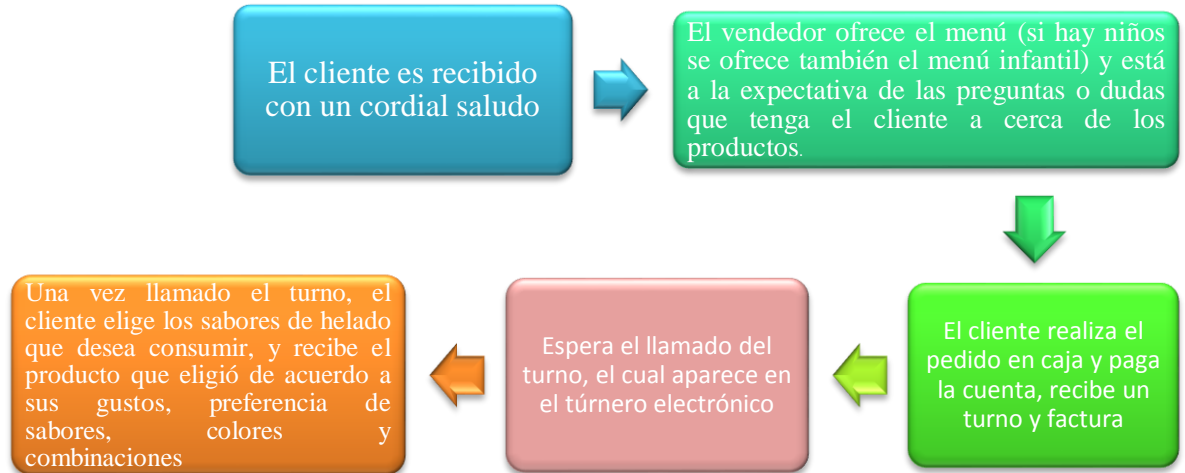 El cliente es recibido
con un cordial saludo
El vendedor ofrece el menú (si hay niños
se ofrece también el menú infantil) y está
a la expectativa de las preguntas o dudas
que tenga el cliente a cerca de los
productos.
El cliente realiza el
pedido en caja y paga
la cuenta, recibe un
turno y factura
Espera el llamado del
turno, el cual aparece en
el túrnero electrónico
Una vez llamado el turno, el
cliente elige los sabores de helado
que desea consumir, y recibe el
producto que eligió de acuerdo a
sus gustos, preferencia de
sabores, colores y
combinaciones